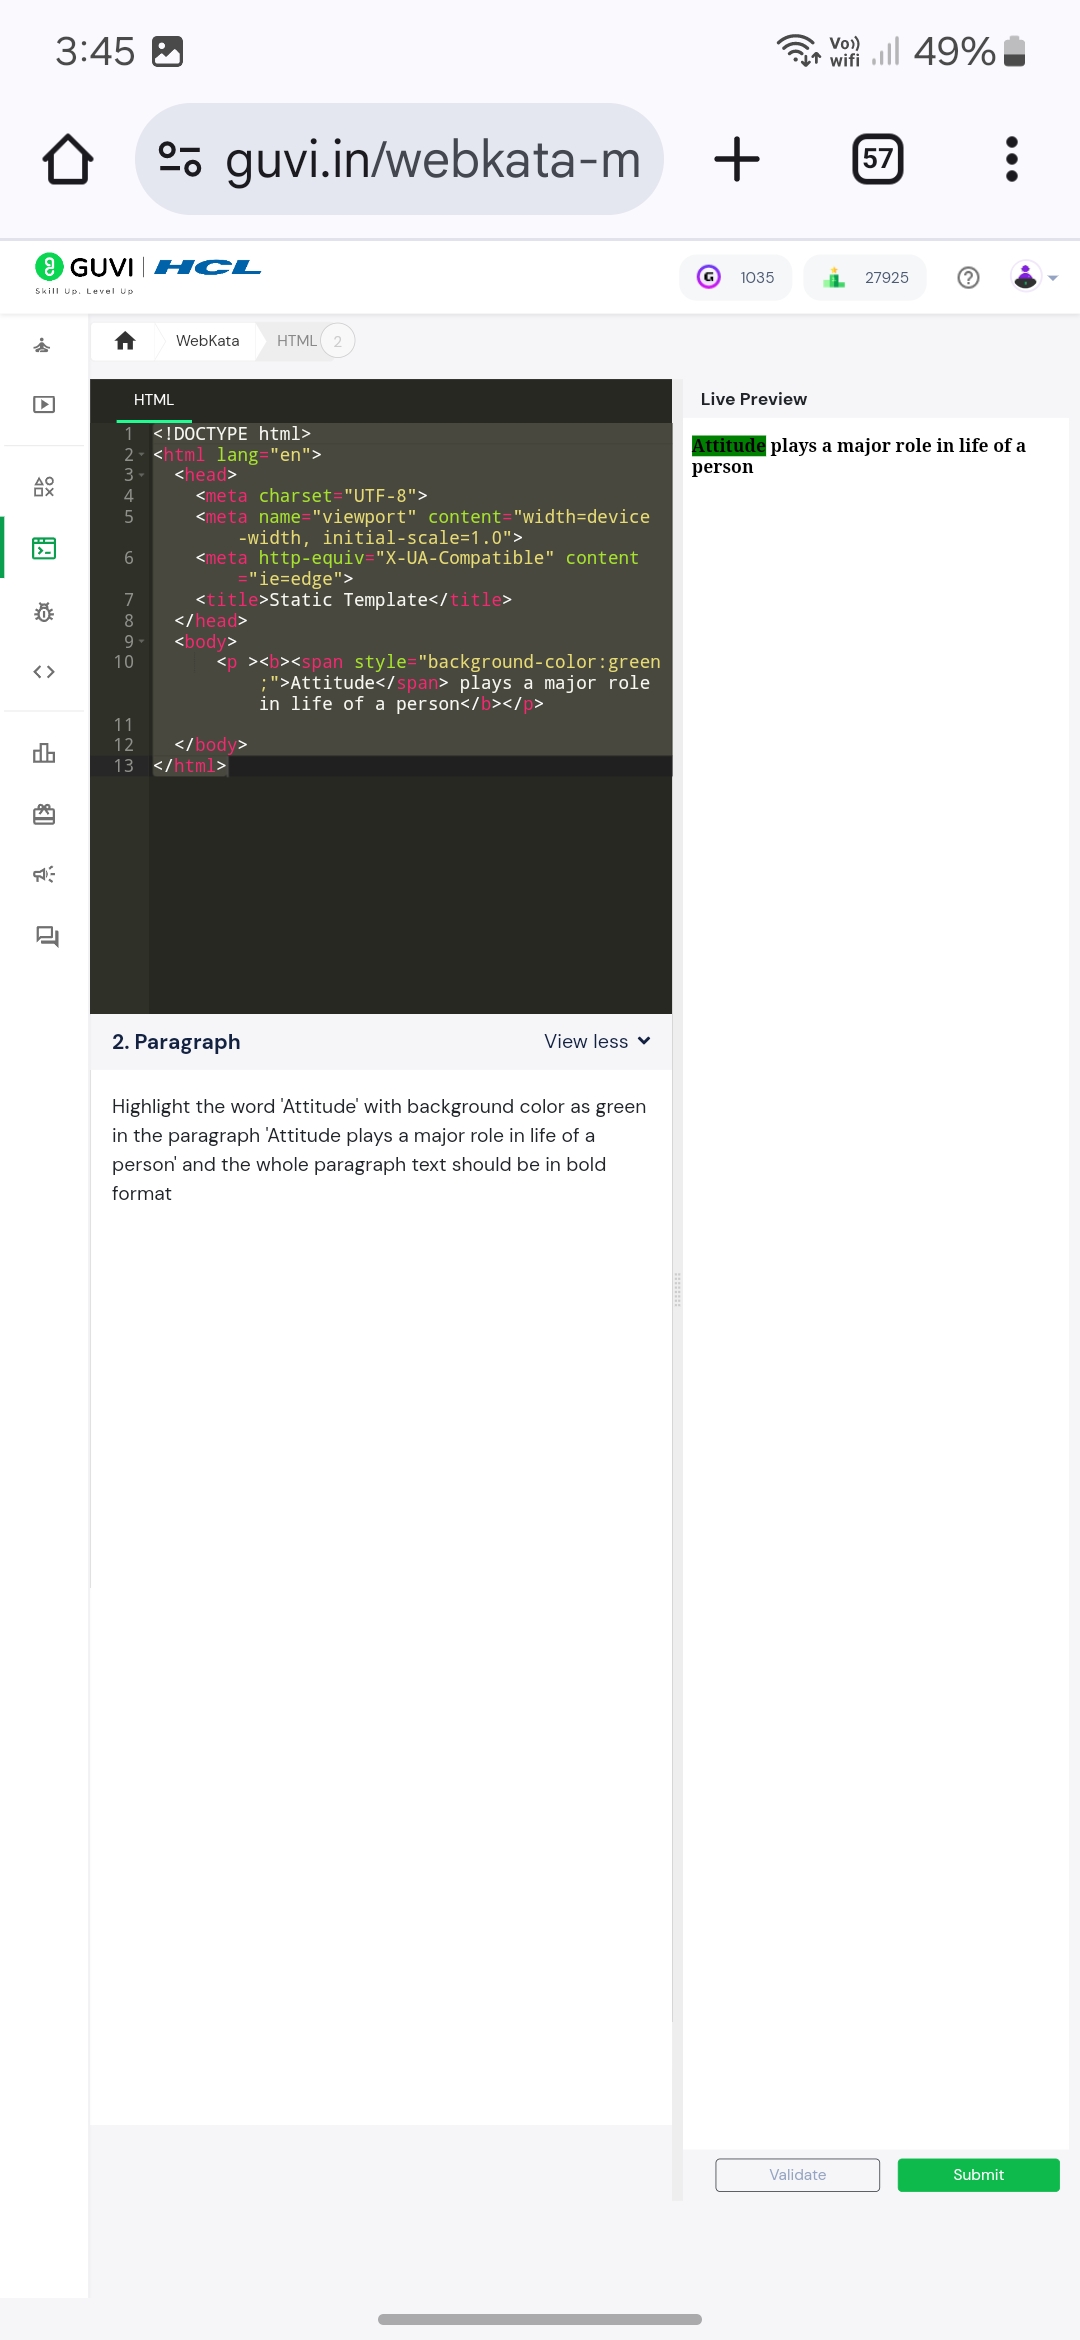 3:45
Vo)) wifi
49%
guvi.in/webkata-m
57
GUVI | HCL
Skill Up. Level Up
1035
27925
WebKata
HTML
2
HTML
1 <!DOCTYPE html>
2 <html lang="en">
3 <head>
4 <meta charset="UTF-8">
5 <meta name="viewport" content="width=device
-width, initial-scale=1.0">
6 <meta http-equiv="X-UA-Compatible" content
="ie=edge">
7 <title>Static Template</title>
8 </head>
9 <body>
10 <p ><b><span style="background-color:green
;">Attitude</span> plays a major role
in life of a person</b></p>
11
12 </body>
13 </html>
Live Preview
Attitude plays a major role in life of a
person
2. Paragraph
View less
Highlight the word 'Attitude' with background color as green
in the paragraph 'Attitude plays a major role in life of a
person' and the whole paragraph text should be in bold
format
Validate
Submit